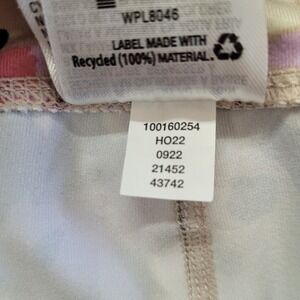 WPL8046
LABEL MADE WITH
Recycled (100%) MATERIAL.
100160254
HO22
0922
21452
43742